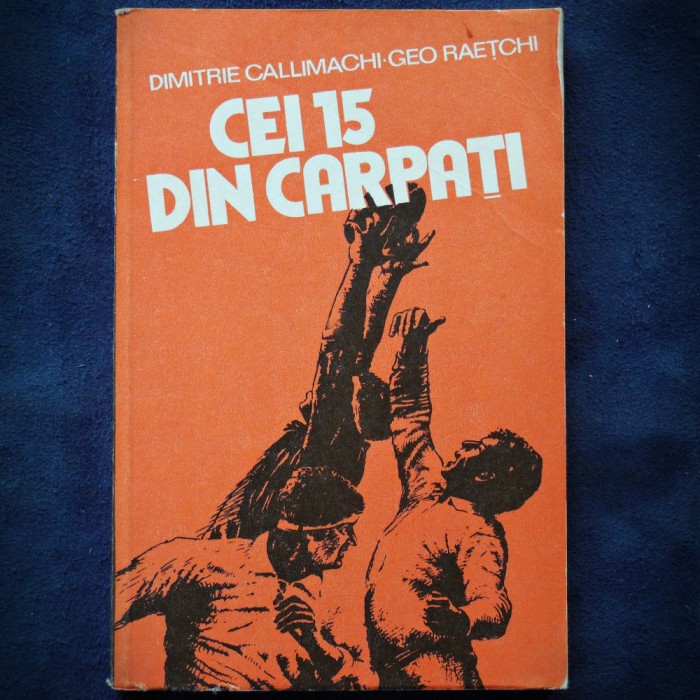 DIMITRIE CALLIMACHI·GEO RAEȚCHI
CEI 15
DIN CARPAȚI